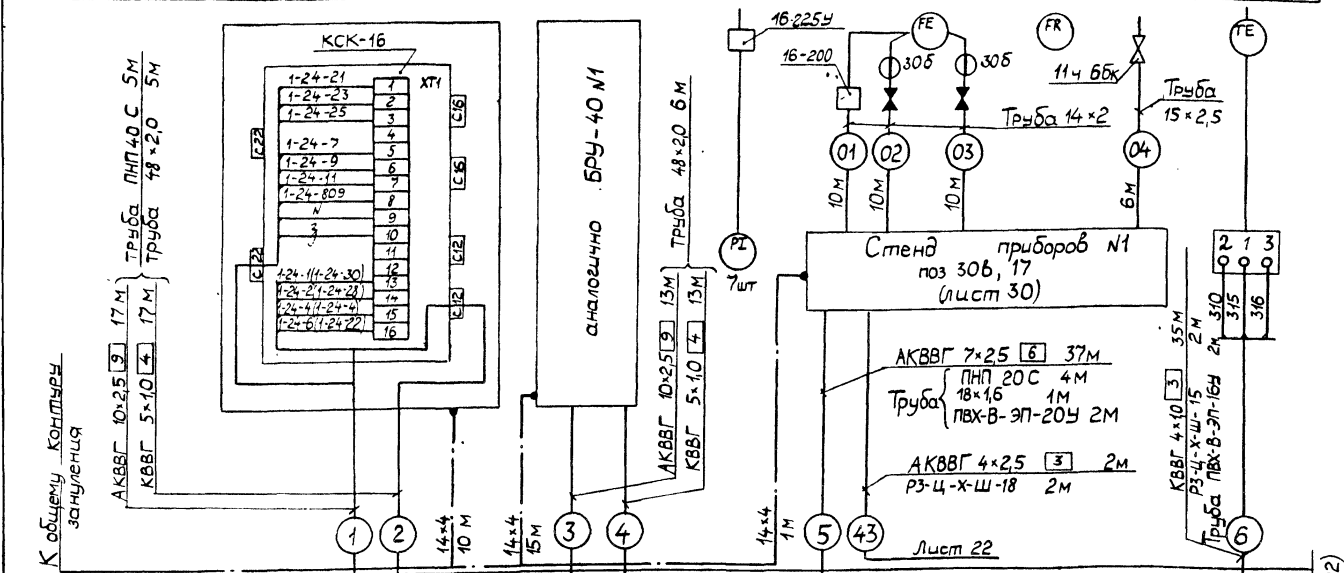 КСК-16
ХТ1
1-24-21
1-24-23
1-24-25
1-24-7
1-24-9
1-24-11
1-24-809
N
3
1-24-1(1-24-30)
1-24-2(1-24-28)
1-24-4(1-24-4)
1-24-6(1-24-22)
1
2
3
4
5
6
7
8
9
10
11
12
13
14
15
16
С22
С22
С16
С16
С12
С12
Труба ПНП 40 С 5м
Труба 48×2,0 5м
АКВВГ 10×2,5 9 17м
КВВГ 5×1,0 4 17м
К общему контуру
зануления
1
2
14×4
10 м
аналогично БРУ-40 N1
14×4
15м
3
4
Труба 48×2,0 6м
АКВВГ 10×2,5 9 13м
КВВГ 5×1,0 4 13м
16-225У
PI
7шт
16-200
FE
30б
30б
FR
11ч 6бк
TE
Труба 14×2
Труба
15×2,5
01
02
03
04
10м
10м
10м
6м
Стенд приборов N1
поз 30в, 17
(лист 30)
14×4
1м
АКВВГ 7×2,5 6 37м
Труба
ПНП 20С 4м
18×1,6 1м
ПВХ-В-ЭП-20У 2м
АКВВГ 4×2,5 3 2м
РЗ-Ц-Х-Ш-18 2м
5
43
Лист 22
2 1 3
310
315
316
КВВГ 4×1,0 3 35м
РЗ-Ц-Х-Ш-15 2м
Труба ПВХ-В-ЭП-16У 2м
6
2)